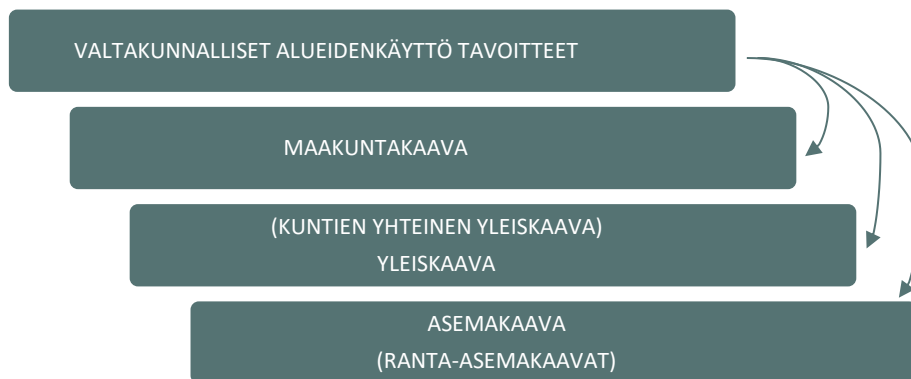 VALTAKUNNALLISET ALUEIDENKÄYTTÖ TAVOITTEET
MAAKUNTAKAAVA
(KUNTIEN YHTEINEN YLEISKAAVA)
YLEISKAAVA
ASEMAKAAVA
(RANTA-ASEMAKAAVAT)